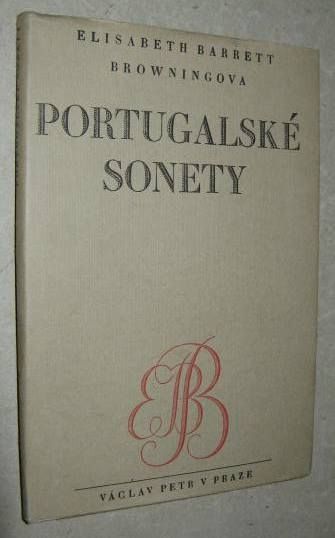 ELISABETH BARRETT
BROWNINGOVA
PORTUGALSKÉ
SONETY
EBB
VÁCLAV PETR V PRAZE